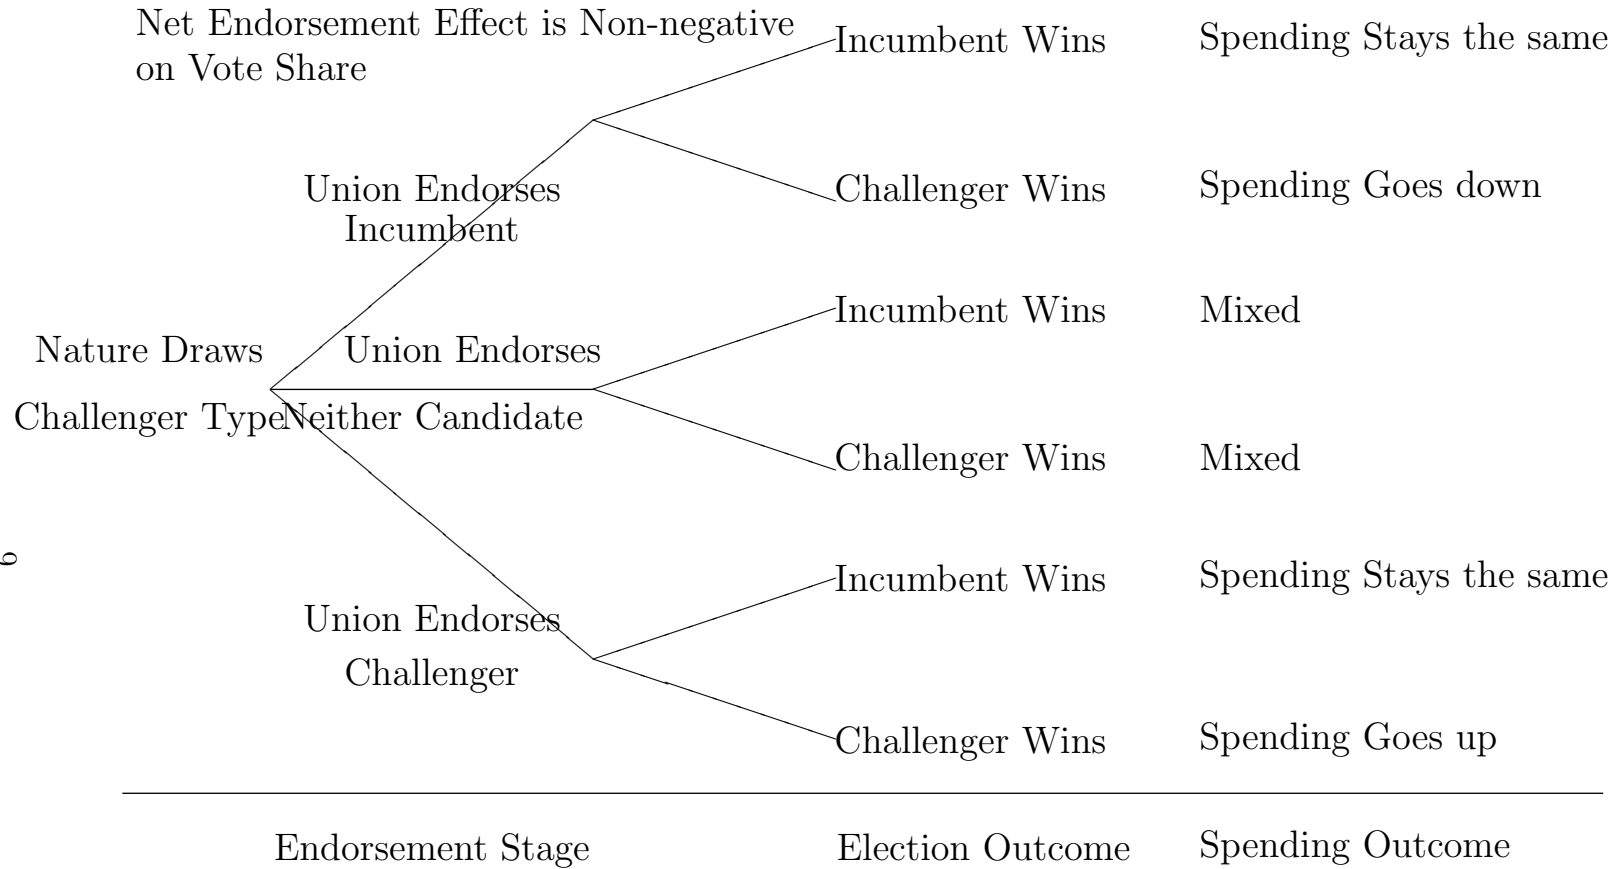 Net Endorsement Effect is Non-negative
on Vote Share
Incumbent Wins
Spending Stays the same
Union Endorses
Incumbent
Challenger Wins
Spending Goes down
Nature Draws
Challenger Type
Union Endorses
Neither Candidate
Incumbent Wins
Mixed
Challenger Wins
Mixed
6
Union Endorses
Challenger
Incumbent Wins
Spending Stays the same
Challenger Wins
Spending Goes up
Endorsement Stage
Election Outcome
Spending Outcome